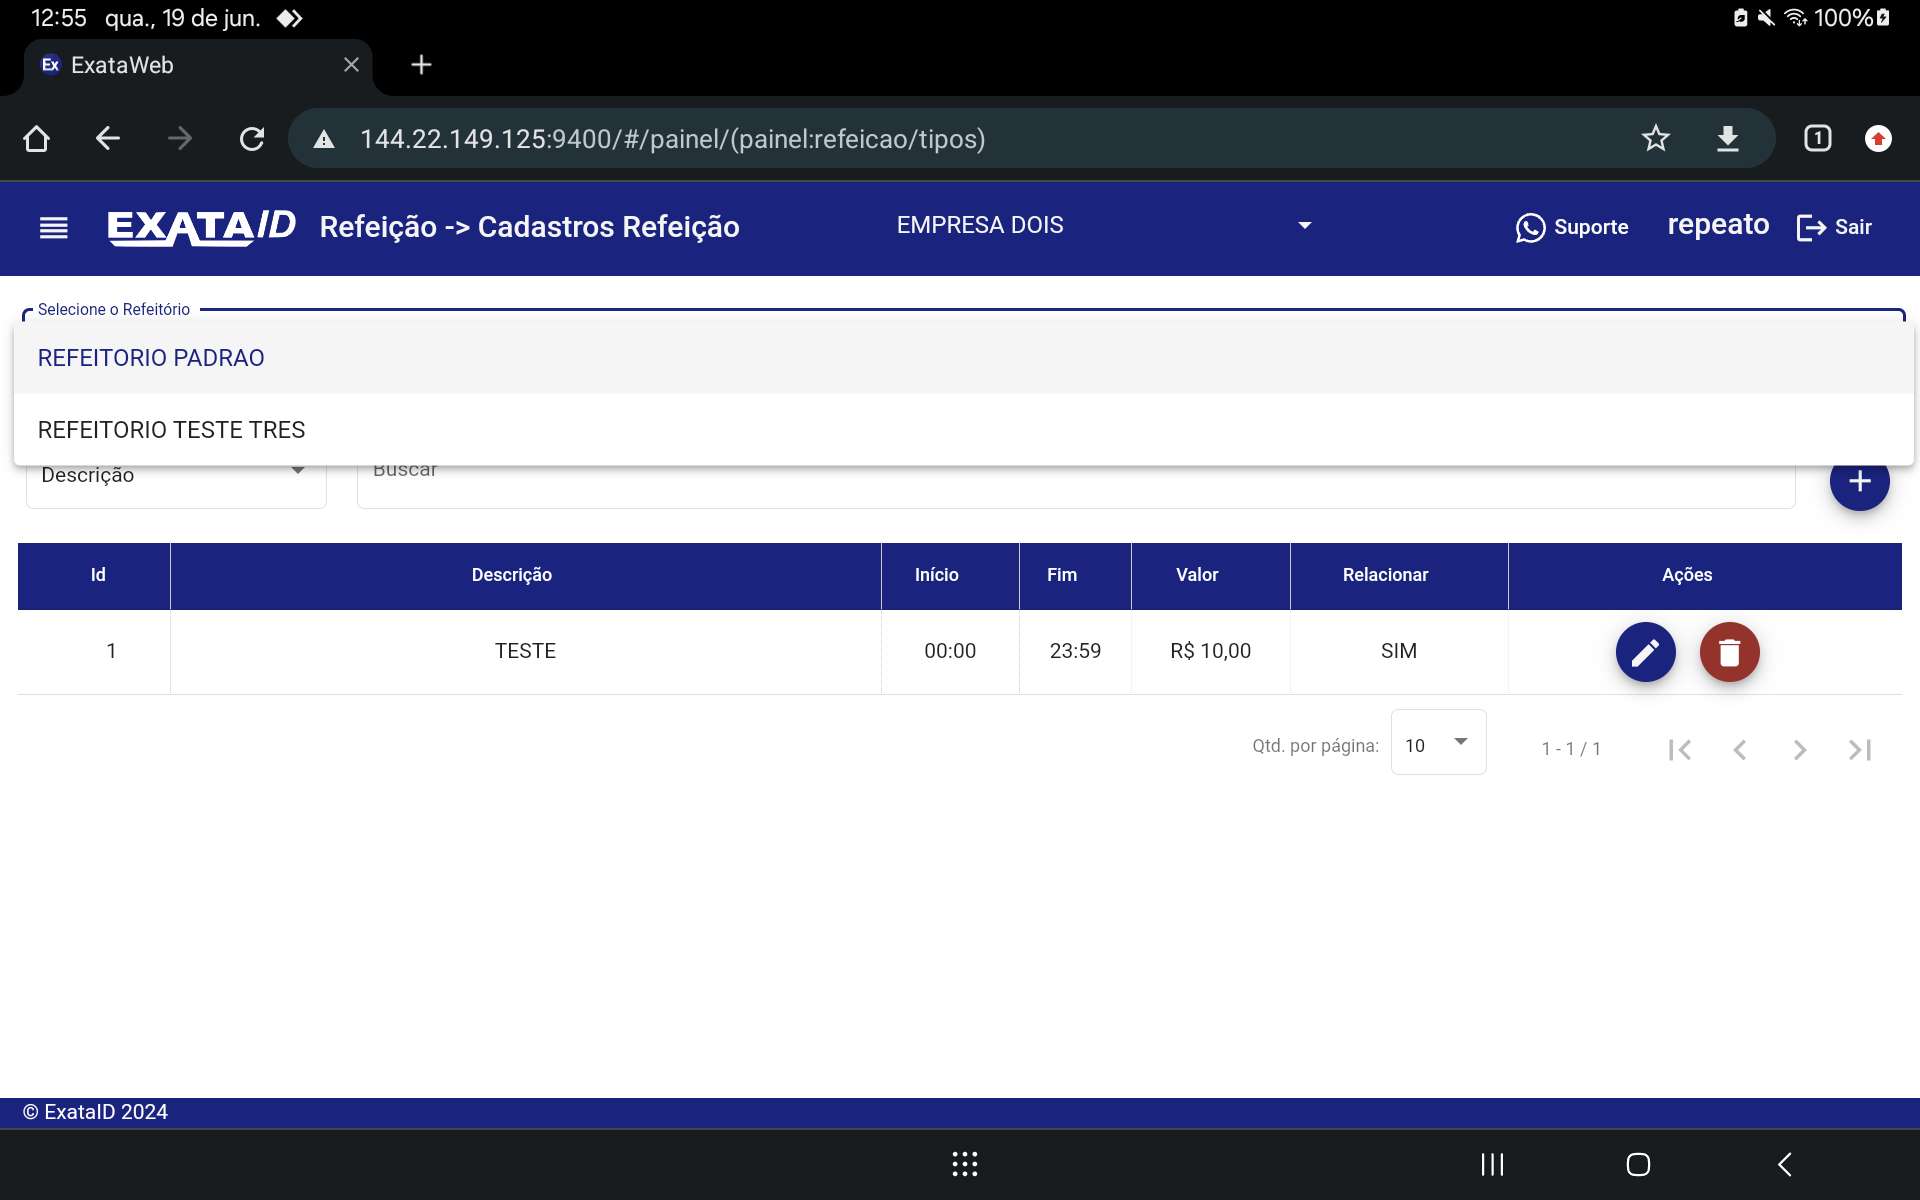 12:55 qua., 19 de jun. 100%
Ex ExataWeb
144.22.149.125:9400/#/painel/(painel:refeicao/tipos) 1
EXATAID Refeição -> Cadastros Refeição EMPRESA DOIS Suporte repeato Sair
Selecione o Refeitório
REFEITORIO PADRAO
REFEITORIO TESTE TRES
Descrição Buscar
Id Descrição Início Fim Valor Relacionar Ações
1 TESTE 00:00 23:59 R$ 10,00 SIM
Qtd. por página: 10 1 - 1 / 1
© ExataID 2024